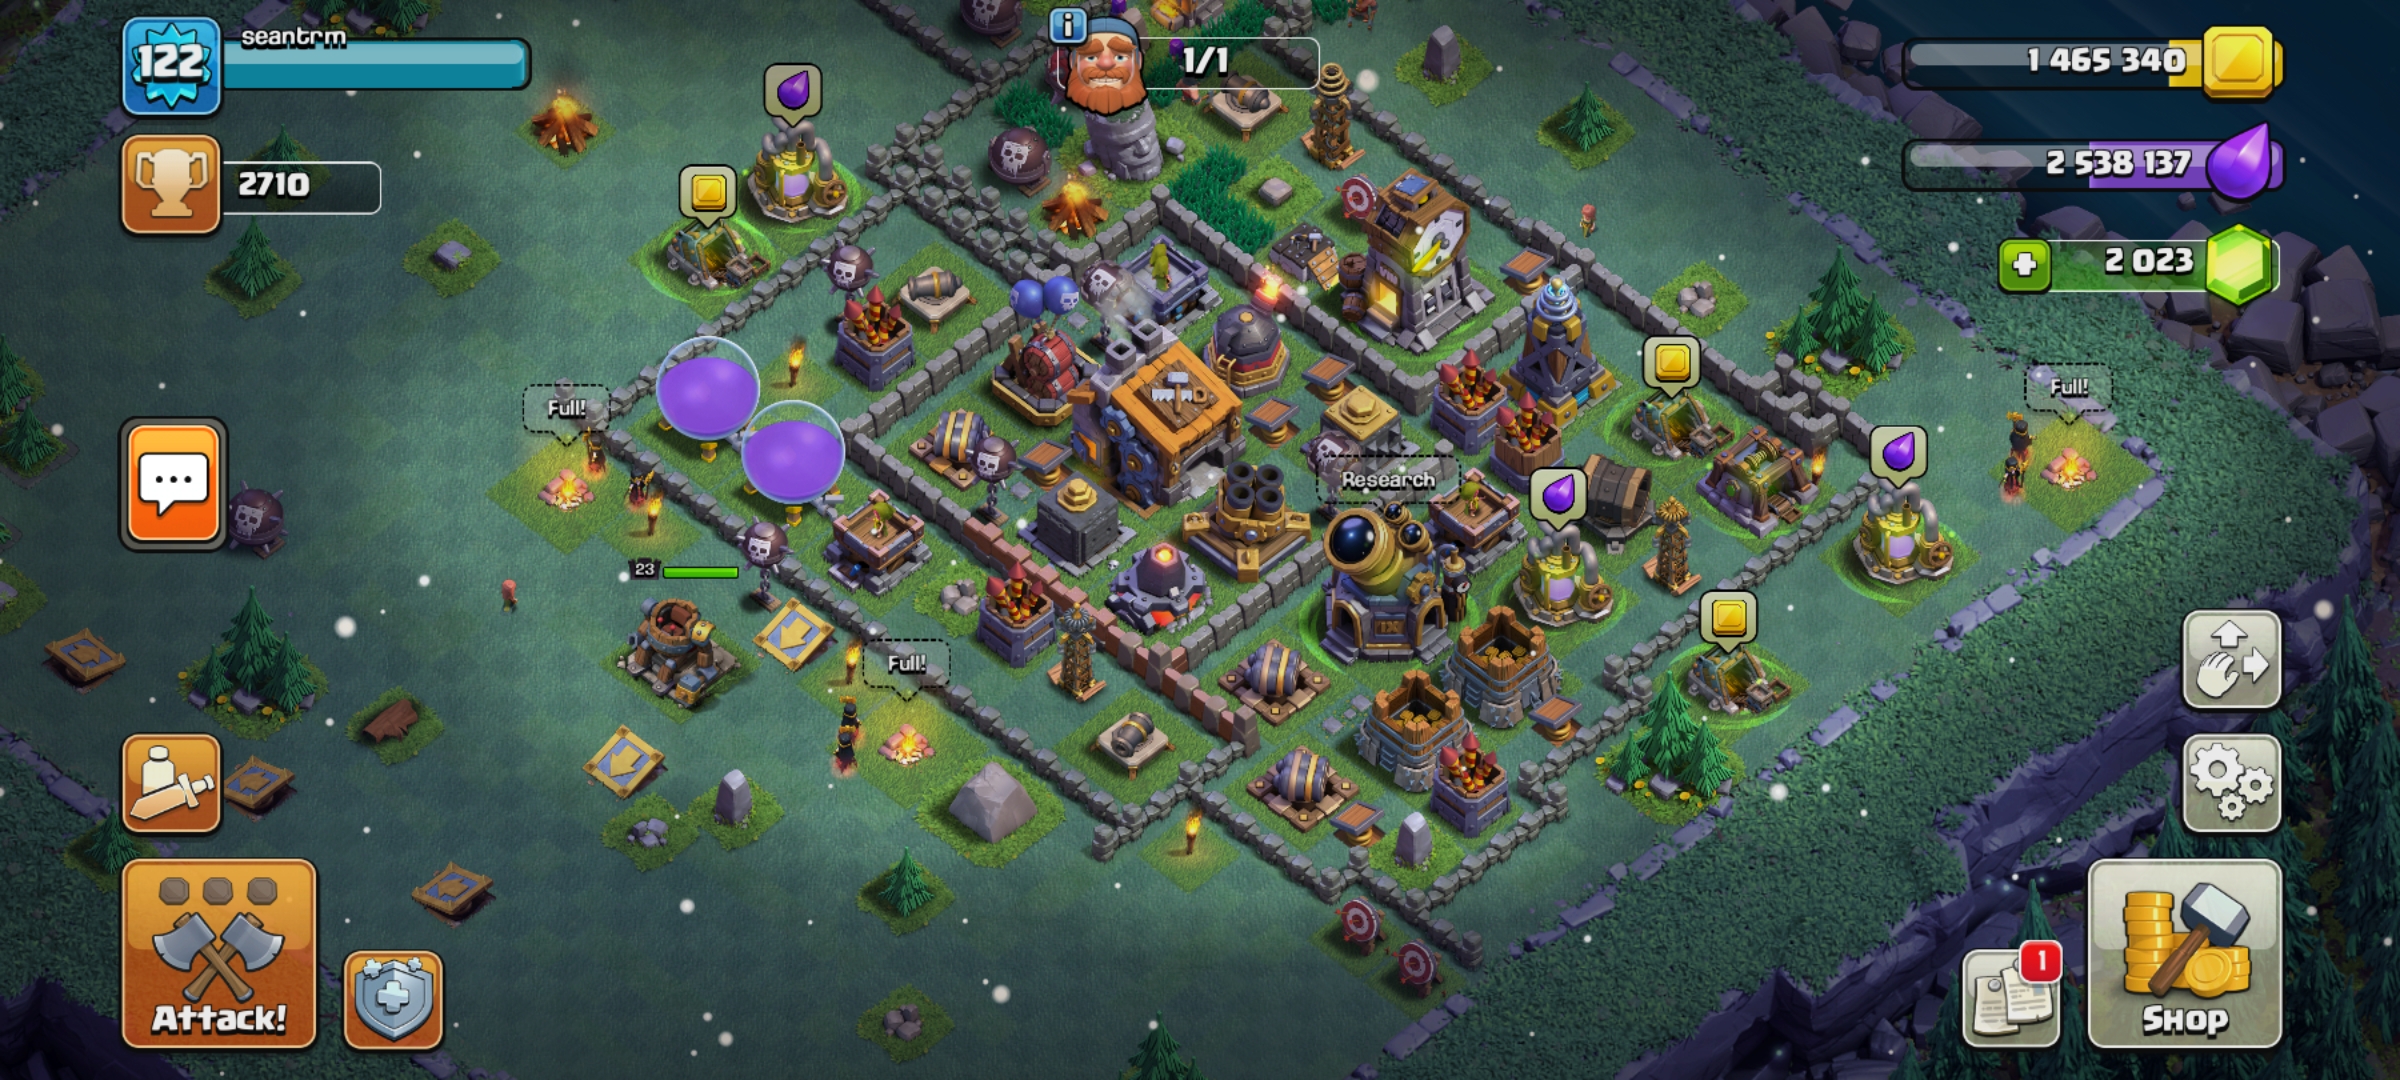 122
seantrm
i
1/1
1 465 340
2710
2 538 137
2 023
Full!
Full!
Research
23
Full!
Attack!
1
Shop